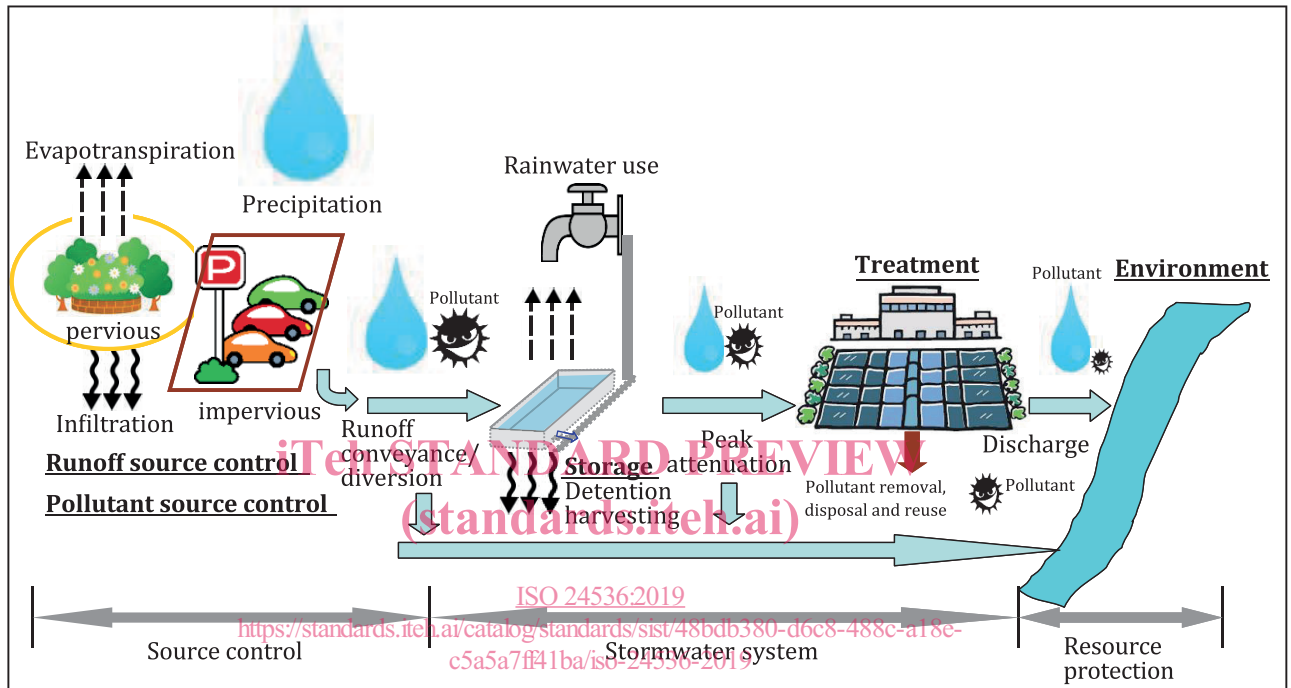 Evapotranspiration
Precipitation
Rainwater use
pervious
P
Infiltration
impervious
Pollutant
Pollutant
Treatment
Pollutant
Environment
Runoff source control
Pollutant source control
Runoff
conveyance/
diversion
Storage
Detention
harvesting
Peak
attenuation
Discharge
Pollutant removal,
disposal and reuse
Pollutant
iTeh STANDARD PREVIEW
(standards.iteh.ai)
ISO 24536:2019
https://standards.iteh.ai/catalog/standards/sist/48bdb380-d6c8-488c-a18e-
c5a5a7ff41ba/iso-24536-2019
Source control
Stormwater system
Resource
protection